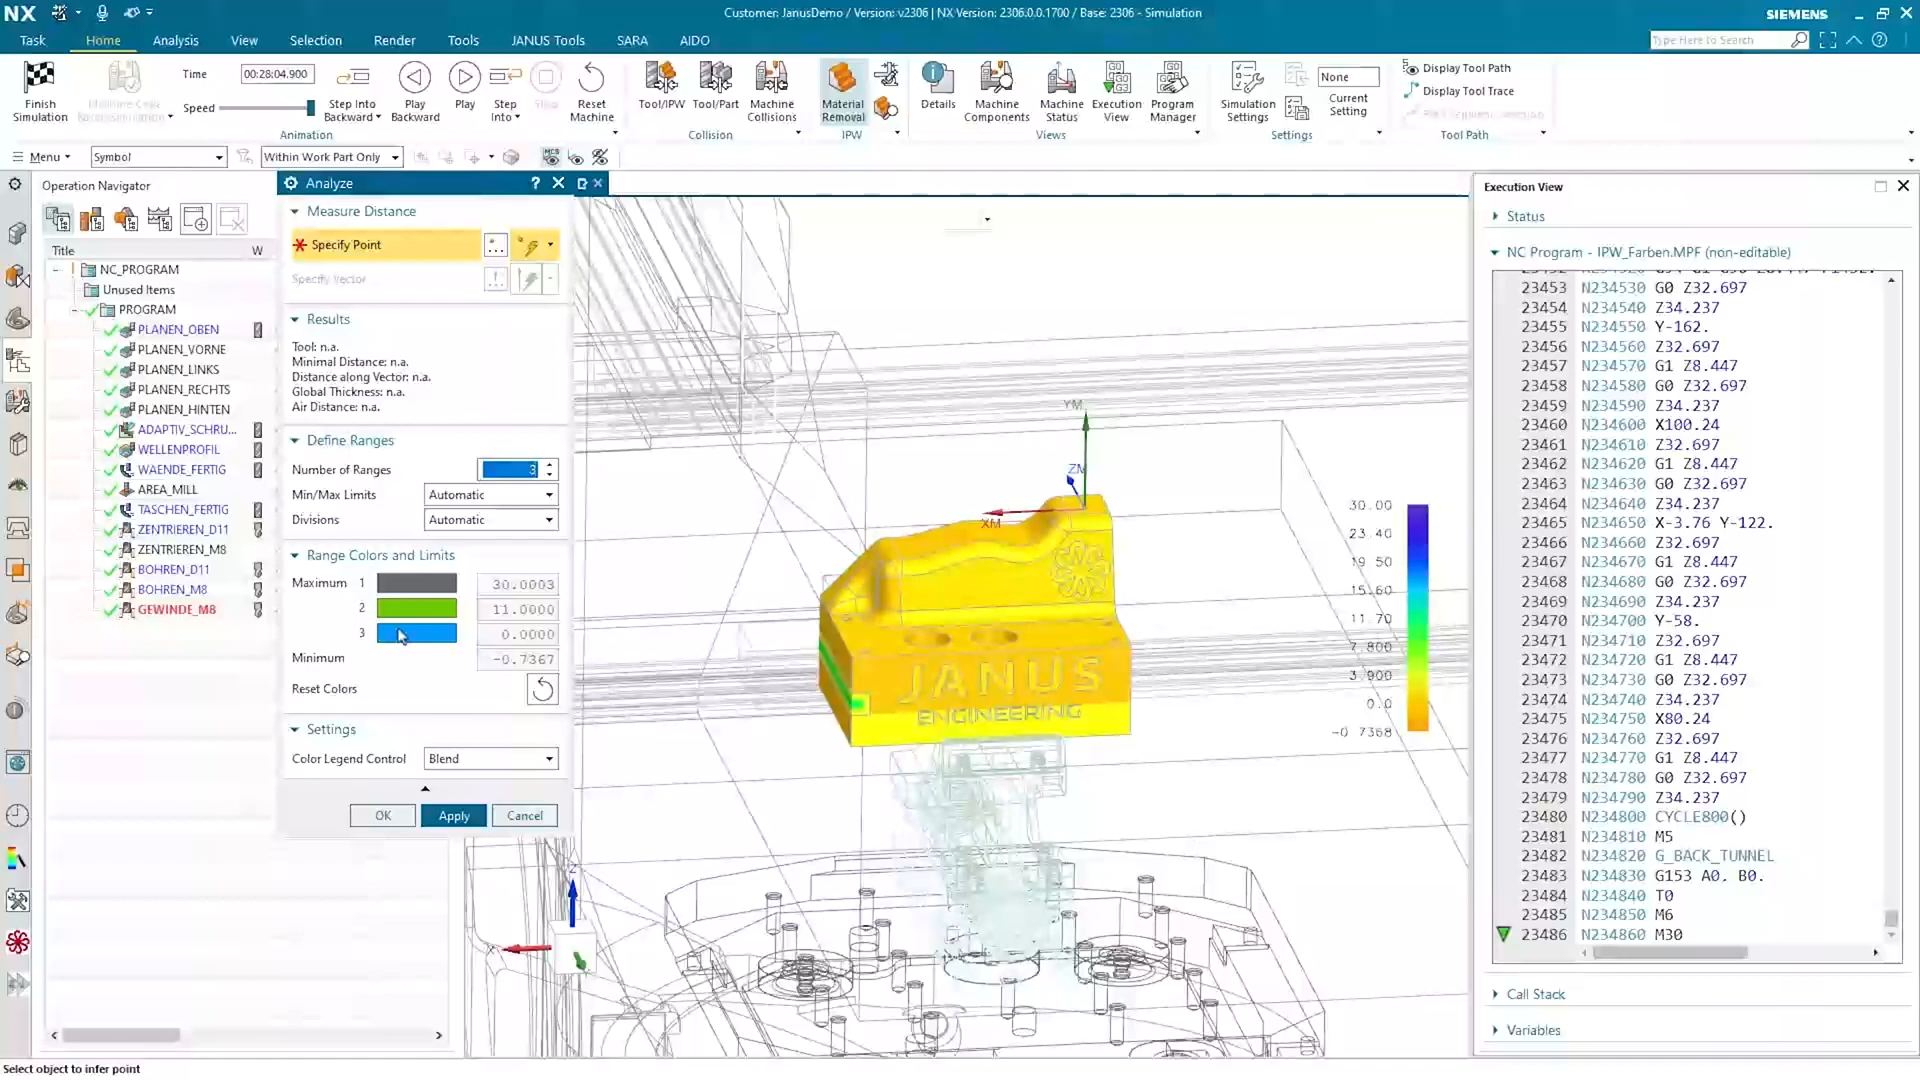 NX
Customer: JanusDemo / Version: v2306 | NX Version: 2306.0.0.1700 / Base: 2306 - Simulation
SIEMENS
Task
Home
Analysis
View
Selection
Render
Tools
JANUS Tools
SARA
AIDO
Type Here to Search
Finish Simulation
Time
00:28:04.900
Speed
Step Into Backward
Play Backward
Play
Step Into
Stop
Reset Machine
Tool/IPW
Tool/Part
Machine Collisions
Material Removal
Details
Machine Components
Machine Status
Execution View
Program Manager
Simulation Settings
None
Current Setting
Display Tool Path
Display Tool Trace
Animation
Collision
IPW
Views
Settings
Tool Path
Menu
Symbol
Within Work Part Only
MCS
Operation Navigator
Title
W
NC_PROGRAM
Unused Items
PROGRAM
PLANEN_OBEN
PLANEN_VORNE
PLANEN_LINKS
PLANEN_RECHTS
PLANEN_HINTEN
ADAPTIV_SCHRU...
WELLENPROFIL
WAENDE_FERTIG
AREA_MILL
TASCHEN_FERTIG
ZENTRIEREN_D11
ZENTRIEREN_M8
BOHREN_D11
BOHREN_M8
GEWINDE_M8
Analyze
Measure Distance
Specify Point
Specify Vector
Results
Tool: n.a.
Minimal Distance: n.a.
Distance along Vector: n.a.
Global Thickness: n.a.
Air Distance: n.a.
Define Ranges
Number of Ranges 3
Min/Max Limits Automatic
Divisions Automatic
Range Colors and Limits
Maximum 1 30.0003
2 11.0000
3 0.0000
Minimum -0.7367
Reset Colors
Settings
Color Legend Control Blend
OK
Apply
Cancel
YM
ZM
XM
JANUS
ENGINEERING
30.00
23.40
19.50
15.60
11.70
7.800
3.900
0.0
-0.7368
Z
X
Execution View
Status
NC Program - IPW_Farben.MPF (non-editable)
23453 N234530 G0 Z32.697
23454 N234540 Z34.237
23455 N234550 Y-162.
23456 N234560 Z32.697
23457 N234570 G1 Z8.447
23458 N234580 G0 Z32.697
23459 N234590 Z34.237
23460 N234600 X100.24
23461 N234610 Z32.697
23462 N234620 G1 Z8.447
23463 N234630 G0 Z32.697
23464 N234640 Z34.237
23465 N234650 X-3.76 Y-122.
23466 N234660 Z32.697
23467 N234670 G1 Z8.447
23468 N234680 G0 Z32.697
23469 N234690 Z34.237
23470 N234700 Y-58.
23471 N234710 Z32.697
23472 N234720 G1 Z8.447
23473 N234730 G0 Z32.697
23474 N234740 Z34.237
23475 N234750 X80.24
23476 N234760 Z32.697
23477 N234770 G1 Z8.447
23478 N234780 G0 Z32.697
23479 N234790 Z34.237
23480 N234800 CYCLE800()
23481 N234810 M5
23482 N234820 G_BACK_TUNNEL
23483 N234830 G153 A0. B0.
23484 N234840 T0
23485 N234850 M6
23486 N234860 M30
Call Stack
Variables
Select object to infer point